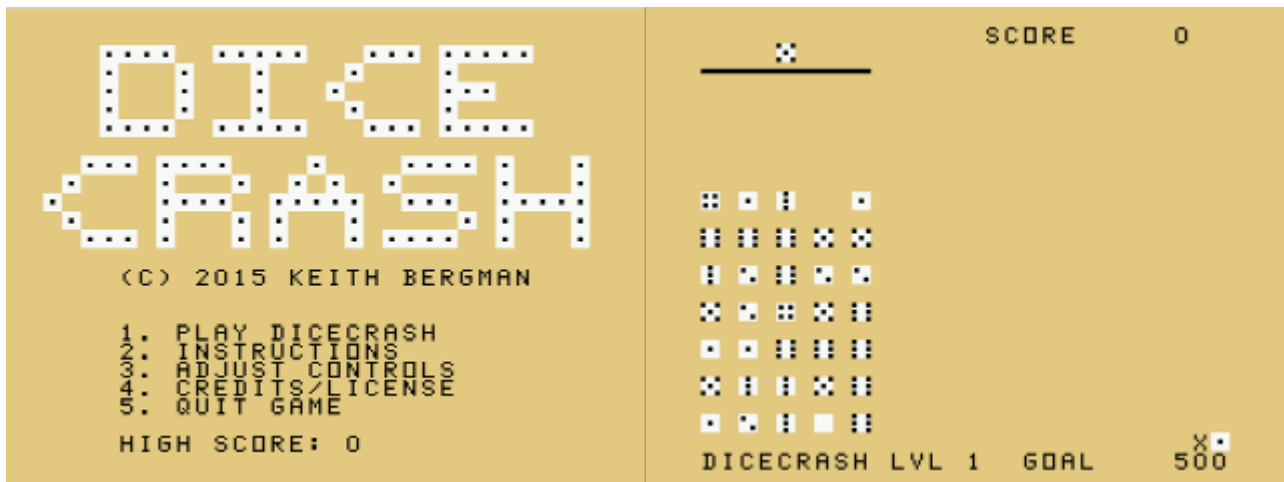 DICE
CRASH
(C) 2015 KEITH BERGMAN
1. PLAY DICECRASH
2. INSTRUCTIONS
3. ADJUST CONTROLS
4. CREDITS/LICENSE
5. QUIT GAME
HIGH SCORE: 0
SCORE 0
X
DICECRASH LVL 1 GOAL 500